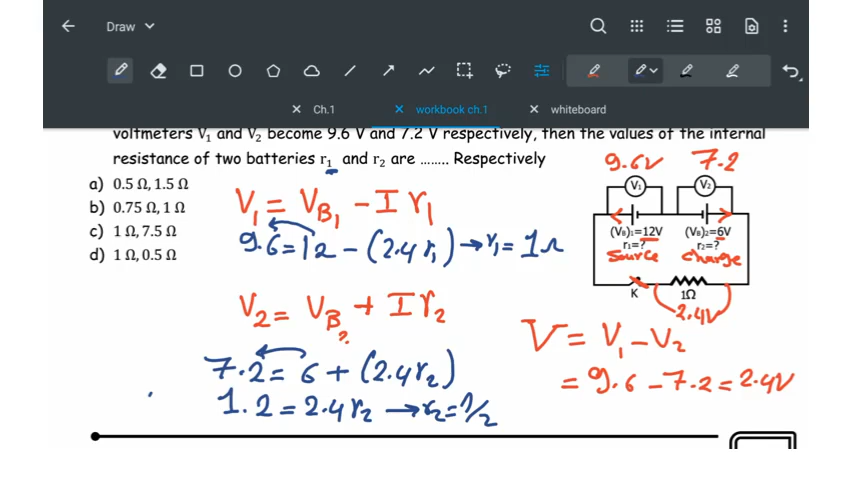 Draw
Ch.1
workbook ch.1
whiteboard
voltmeters V₁ and V₂ become 9.6 V and 7.2 V respectively, then the values of the internal
resistance of two batteries r₁ and r₂ are ........ Respectively
a) 0.5 Ω, 1.5 Ω
b) 0.75 Ω, 1 Ω
c) 1 Ω, 7.5 Ω
d) 1 Ω, 0.5 Ω
V₁ = V_B₁ - I r₁
9.6 = 12 - (2.4 r₁) → r₁ = 1 Ω
V₂ = V_B₂ + I r₂
7.2 = 6 + (2.4 r₂)
1.2 = 2.4 r₂ → r₂ = 1/2
9.6V 7.2
V₁ V₂
(V_B)₁=12V (V_B)₂=6V
r₁=? r₂=?
Source charge
K 1Ω
2.4V
V = V₁ - V₂
= 9.6 - 7.2 = 2.4V